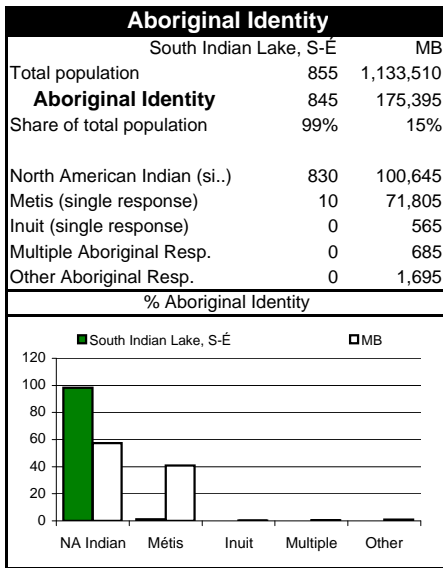 Aboriginal Identity
South Indian Lake, S-É MB
Total population 855 1,133,510
Aboriginal Identity 845 175,395
Share of total population 99% 15%
North American Indian (si..) 830 100,645
Metis (single response) 10 71,805
Inuit (single response) 0 565
Multiple Aboriginal Resp. 0 685
Other Aboriginal Resp. 0 1,695
% Aboriginal Identity
South Indian Lake, S-É MB
120
100
80
60
40
20
0
NA Indian Métis Inuit Multiple Other